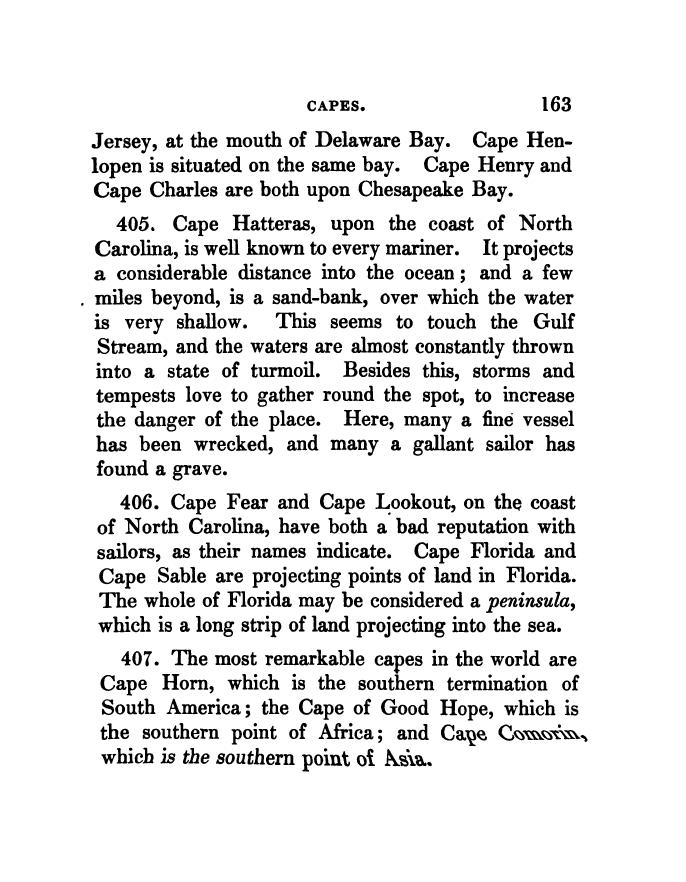 CAPES. 163
Jersey, at the mouth of Delaware Bay. Cape Hen-
lopen is situated on the same bay. Cape Henry and
Cape Charles are both upon Chesapeake Bay.
405. Cape Hatteras, upon the coast of North
Carolina, is well known to every mariner. It projects
a considerable distance into the ocean; and a few
miles beyond, is a sand-bank, over which the water
is very shallow. This seems to touch the Gulf
Stream, and the waters are almost constantly thrown
into a state of turmoil. Besides this, storms and
tempests love to gather round the spot, to increase
the danger of the place. Here, many a fine vessel
has been wrecked, and many a gallant sailor has
found a grave.
406. Cape Fear and Cape Lookout, on the coast
of North Carolina, have both a bad reputation with
sailors, as their names indicate. Cape Florida and
Cape Sable are projecting points of land in Florida.
The whole of Florida may be considered a peninsula,
which is a long strip of land projecting into the sea.
407. The most remarkable capes in the world are
Cape Horn, which is the southern termination of
South America; the Cape of Good Hope, which is
the southern point of Africa; and Cape Comorin,
which is the southern point of Asia.